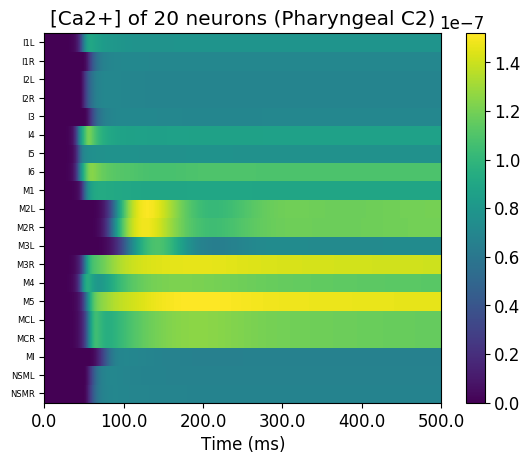 [Ca2+] of 20 neurons (Pharyngeal C2)
1e−7
I1L
I1R
I2L
I2R
I3
I4
I5
I6
M1
M2L
M2R
M3L
M3R
M4
M5
MCL
MCR
MI
NSML
NSMR
0.0 100.0 200.0 300.0 400.0 500.0
Time (ms)
1.4
1.2
1.0
0.8
0.6
0.4
0.2
0.0